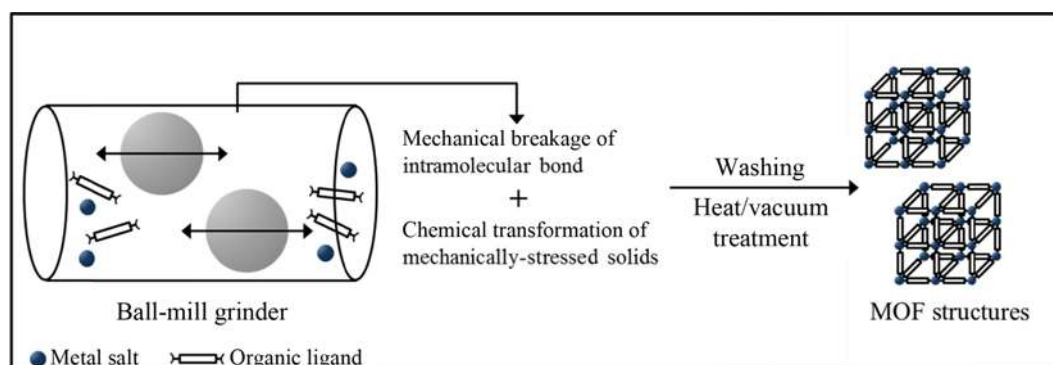 Mechanical breakage of
intramolecular bond
+
Chemical transformation of
mechanically-stressed solids
Washing
Heat/vacuum
treatment
Ball-mill grinder
MOF structures
Metal salt
Organic ligand